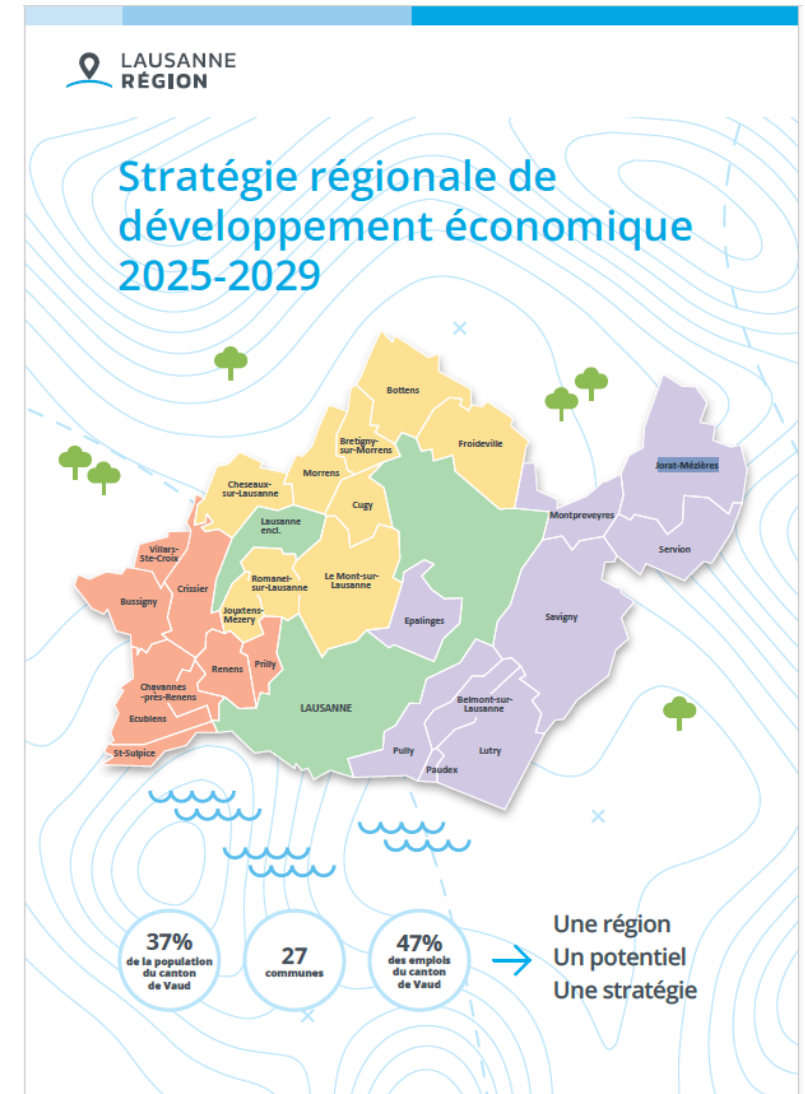 LAUSANNE
RÉGION
Stratégie régionale de
développement économique
2025-2029
Bottens
Bretigny-
sur-Morrens
Froideville
Jorat-Mézières
Morrens
Cheseaux-
sur-Lausanne
Cugy
Montpreveyres
Lausanne
encl.
Servion
Villars-
Ste-Croix
Crissier
Romanel-
sur-Lausanne
Le Mont-sur-
Lausanne
Bussigny
Jouxtens-
Mézery
Epalinges
Savigny
Renens
Prilly
Chavannes
-près-Renens
Belmont-sur-
Lausanne
LAUSANNE
Ecublens
St-Sulpice
Pully
Lutry
Paudex
37%
de la population
du canton
de Vaud
27
communes
47%
des emplois
du canton
de Vaud
Une région
Un potentiel
Une stratégie